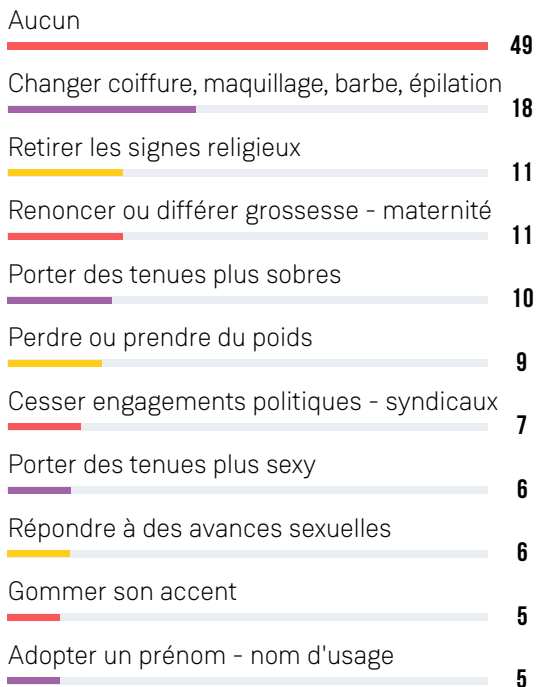 Aucun
49
Changer coiffure, maquillage, barbe, épilation
18
Retirer les signes religieux
11
Renoncer ou différer grossesse - maternité
11
Porter des tenues plus sobres
10
Perdre ou prendre du poids
9
Cesser engagements politiques - syndicaux
7
Porter des tenues plus sexy
6
Répondre à des avances sexuelles
6
Gommer son accent
5
Adopter un prénom - nom d'usage
5